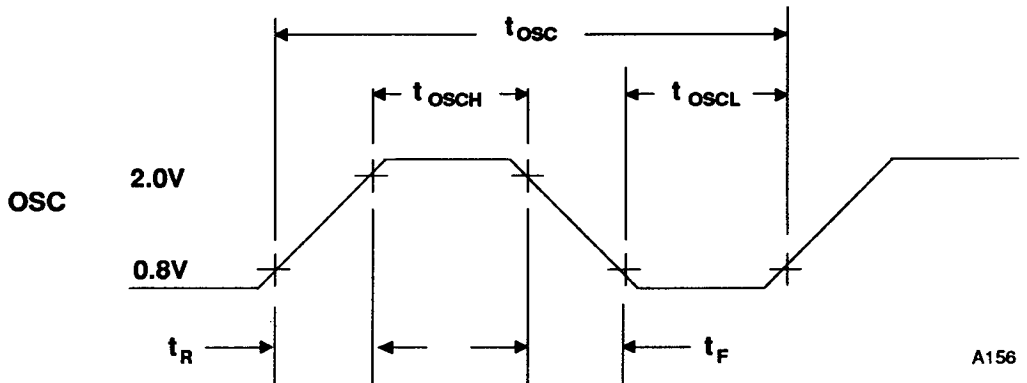 tOSC
tOSCH
tOSCL
2.0V
OSC
0.8V
tR
tF
A156